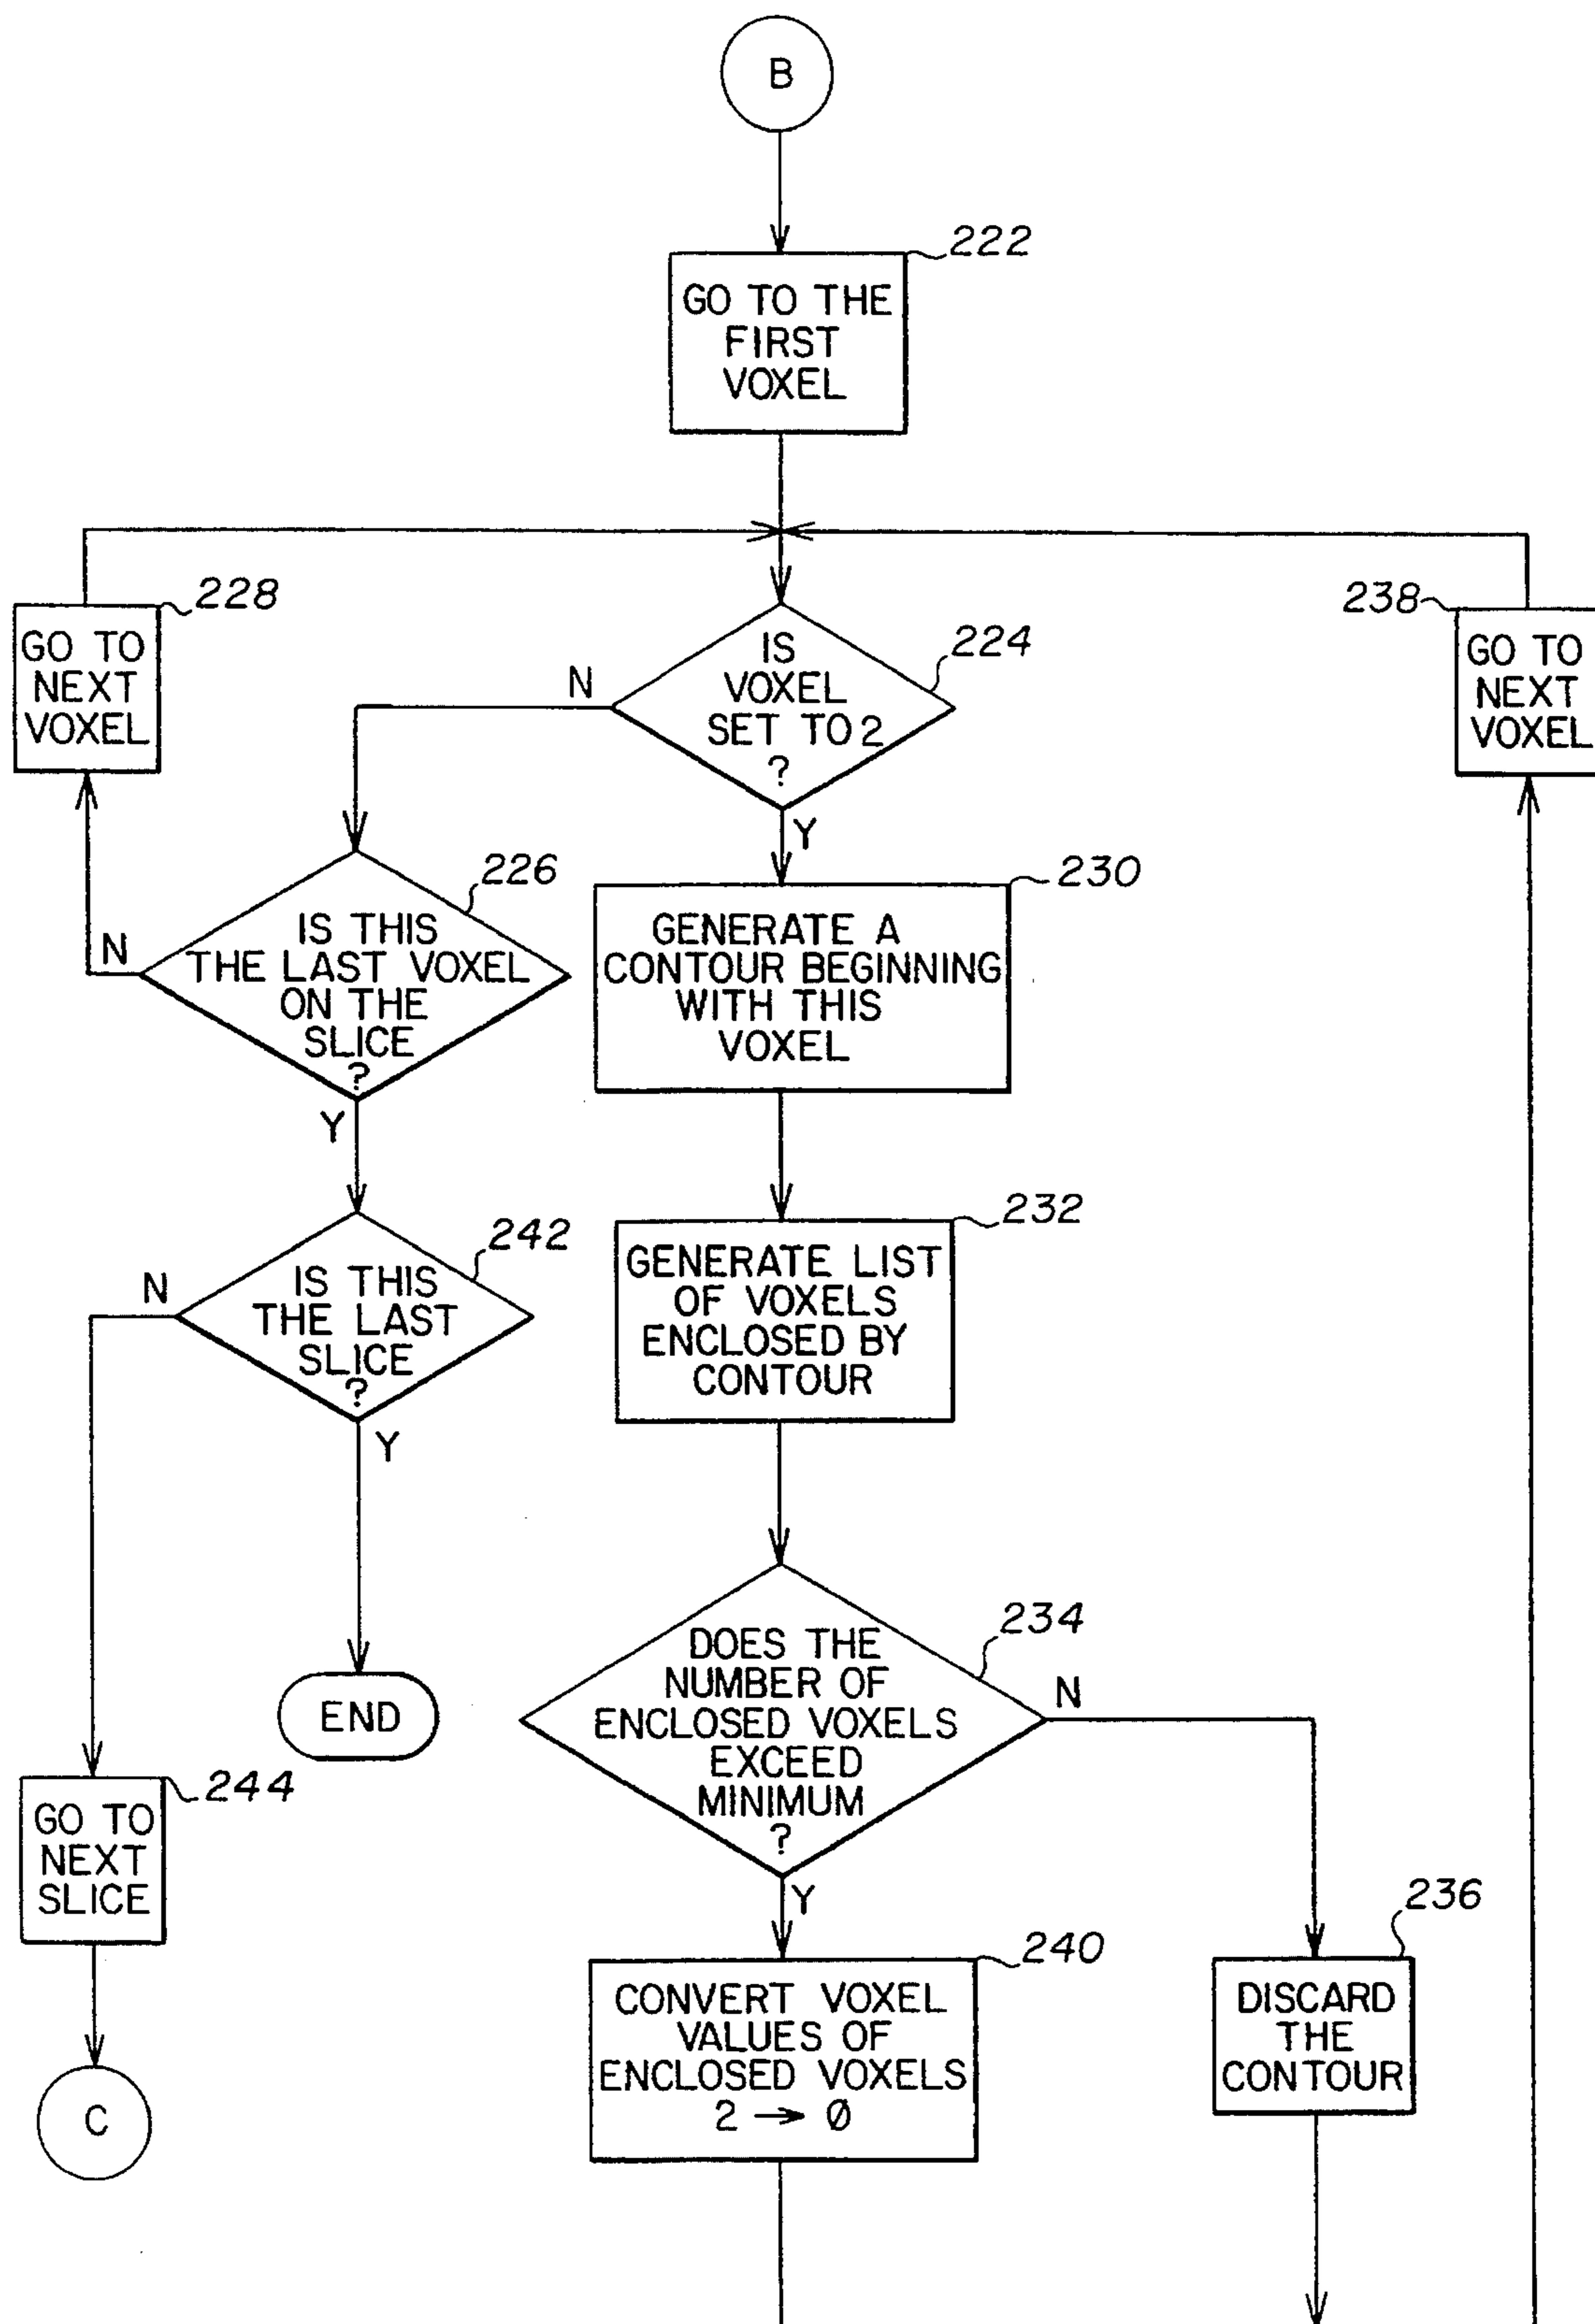 B
222
GO TO THE
FIRST
VOXEL
228
GO TO
NEXT
VOXEL
238
GO TO
NEXT
VOXEL
224
IS
VOXEL
SET TO 2
?
N
Y
226
IS THIS
THE LAST VOXEL
ON THE
SLICE
?
N
Y
230
GENERATE A
CONTOUR BEGINNING
WITH THIS
VOXEL
242
IS THIS
THE LAST
SLICE
?
N
Y
232
GENERATE LIST
OF VOXELS
ENCLOSED BY
CONTOUR
END
234
DOES THE
NUMBER OF
ENCLOSED VOXELS
EXCEED
MINIMUM
?
N
Y
244
GO TO
NEXT
SLICE
C
240
CONVERT VOXEL
VALUES OF
ENCLOSED VOXELS
2 → Ø
236
DISCARD
THE
CONTOUR